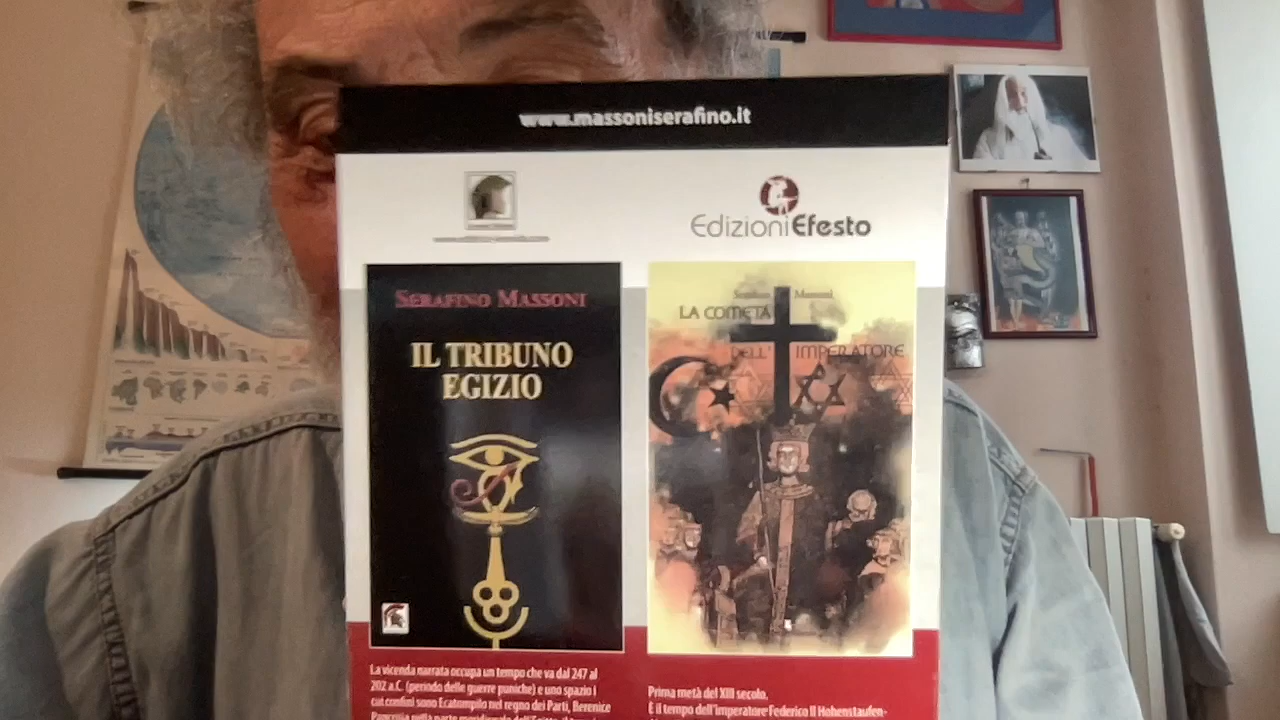 www.massoniserafino.it
EdizioniEfesto
SERAFINO MASSONI
IL TRIBUNO
EGIZIO
Massoni
LA COMETA
DELL' IMPERATORE
La vicenda narrata occupa un tempo che va dal 247 al
202 a.C. (periodo delle guerre puniche) e uno spazio i
cui confini sono Ecatompilo nel regno dei Parti, Berenice
Prima metà del XIII secolo.
È il tempo dell'imperatore Federico II Hohenstaufen-